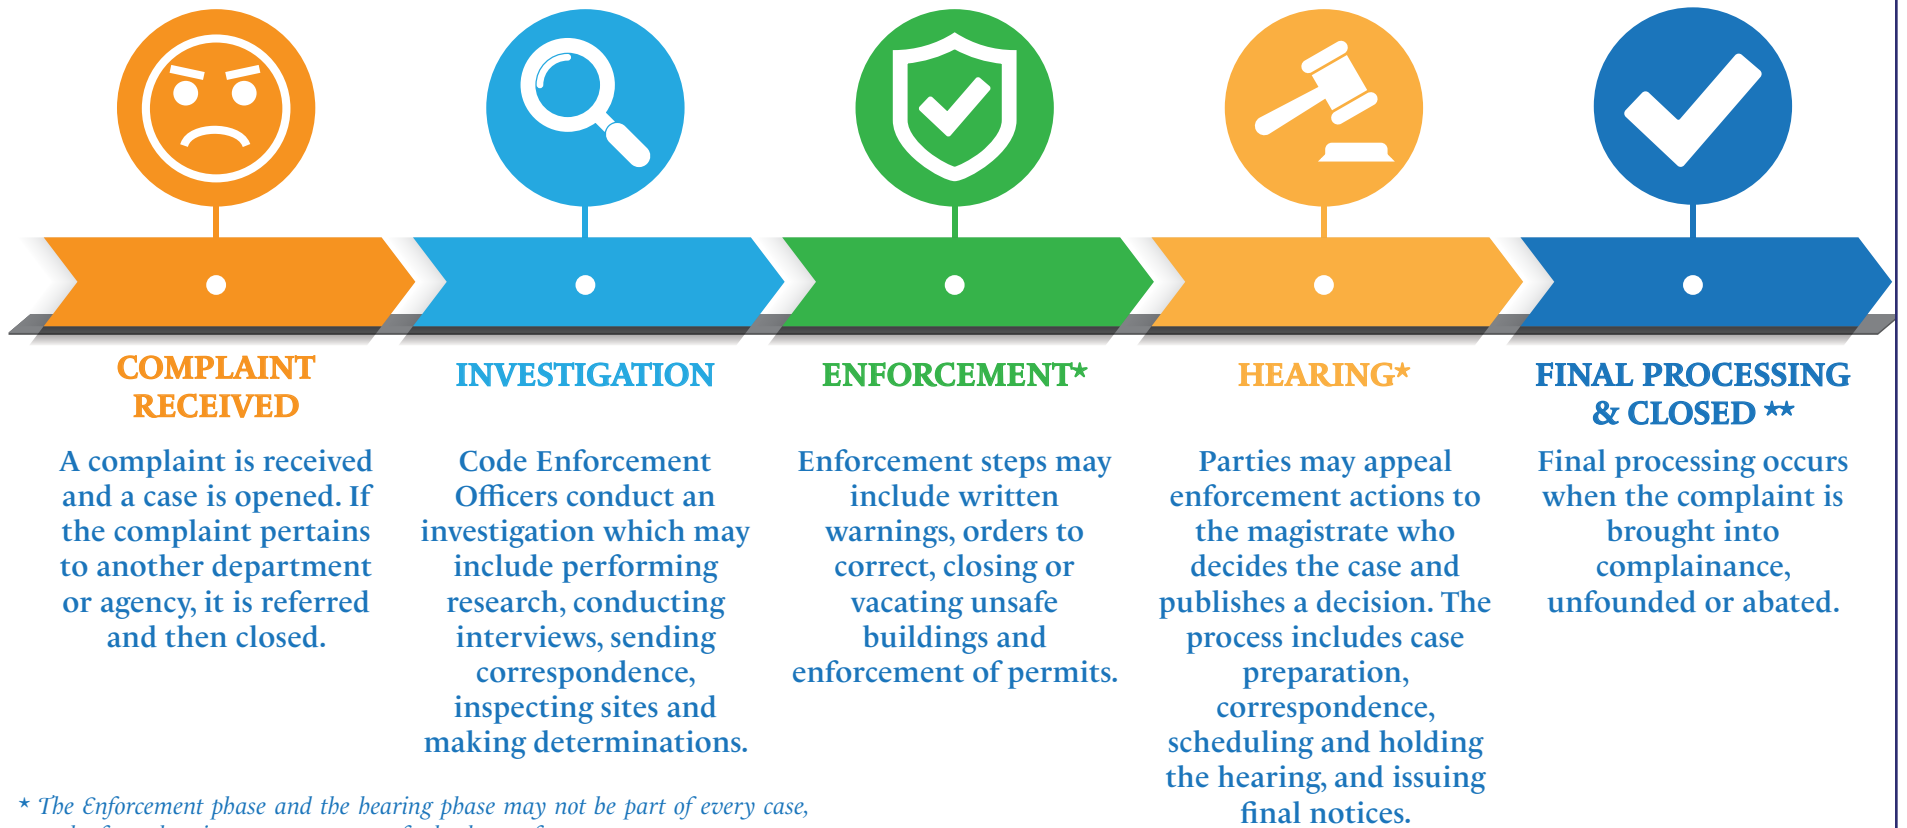 COMPLAINT
RECEIVED
A complaint is received
and a case is opened. If
the complaint pertains
to another department
or agency, it is referred
and then closed.
INVESTIGATION
Code Enforcement
Officers conduct an
investigation which may
include performing
research, conducting
interviews, sending
correspondence,
inspecting sites and
making determinations.
ENFORCEMENT*
Enforcement steps may
include written
warnings, orders to
correct, closing or
vacating unsafe
buildings and
enforcement of permits.
HEARING*
Parties may appeal
enforcement actions to
the magistrate who
decides the case and
publishes a decision. The
process includes case
preparation,
correspondence,
scheduling and holding
the hearing, and issuing
final notices.
FINAL PROCESSING
& CLOSED **
Final processing occurs
when the complaint is
brought into
complainance,
unfounded or abated.
* The Enforcement phase and the hearing phase may not be part of every case,